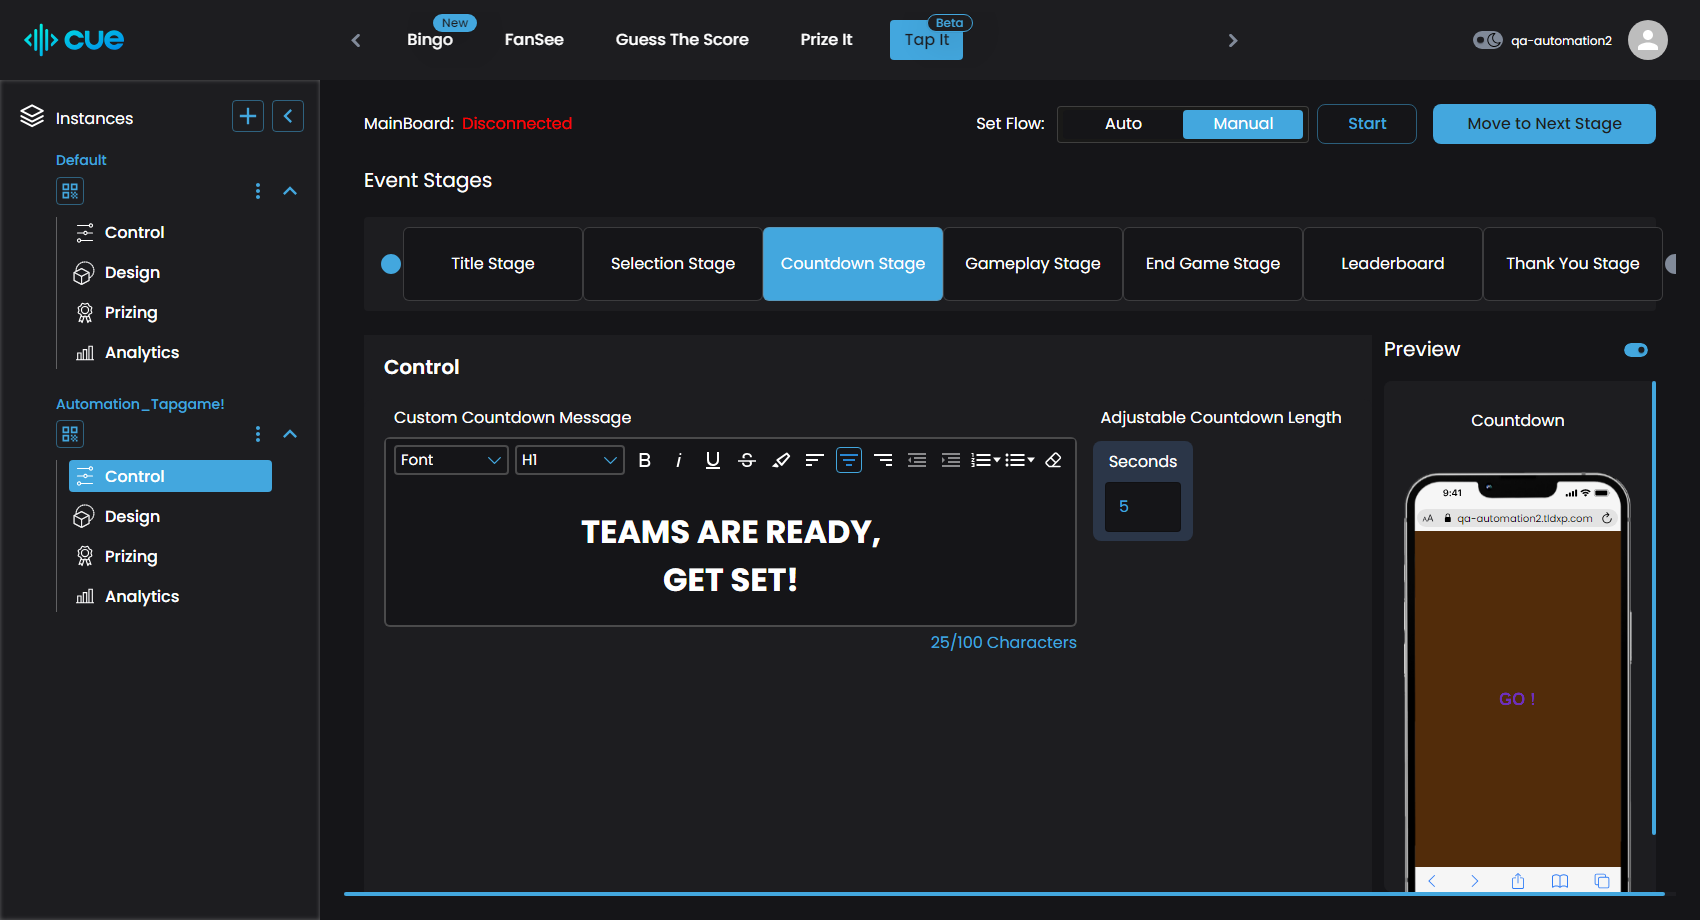 cue
Bingo
New
FanSee
Guess The Score
Prize It
Tap It
Beta
qa-automation2
Instances
Default
Control
Design
Prizing
Analytics
Automation_Tapgame!
Control
Design
Prizing
Analytics
MainBoard: Disconnected
Set Flow:
Auto
Manual
Start
Move to Next Stage
Event Stages
Title Stage
Selection Stage
Countdown Stage
Gameplay Stage
End Game Stage
Leaderboard
Thank You Stage
Control
Custom Countdown Message
Font
H1
B
i
U
S
TEAMS ARE READY,
GET SET!
25/100 Characters
Adjustable Countdown Length
Seconds
5
Preview
Countdown
9:41
AA
qa-automation2.tldxp.com
GO !